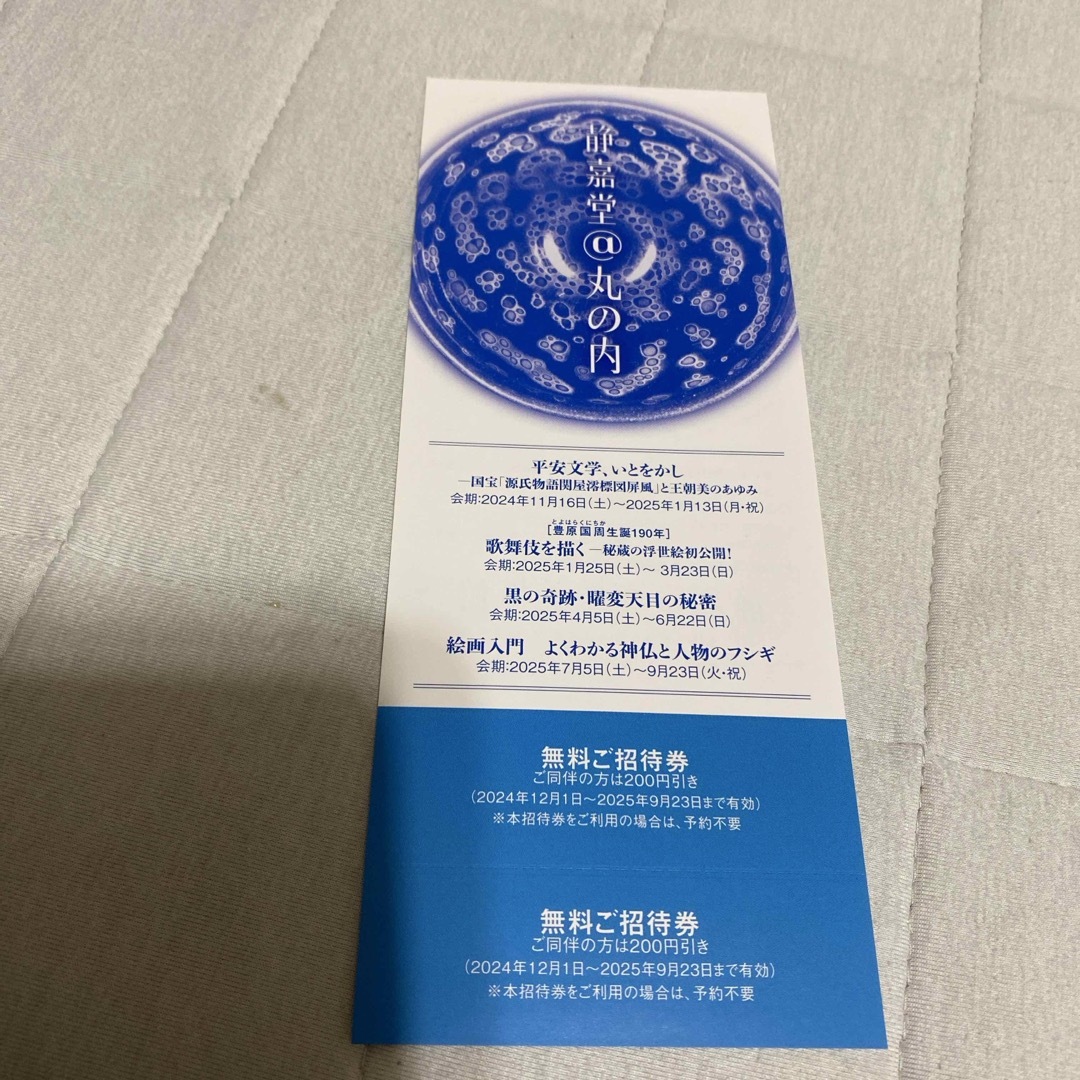 静嘉堂@丸の内
平安文学、いとをかし
―国宝「源氏物語関屋澪標図屏風」と王朝美のあゆみ
会期:2024年11月16日(土)~2025年1月13日(月・祝)
とよはらくにちか
[豊原国周生誕190年]
歌舞伎を描く―秘蔵の浮世絵初公開!
会期:2025年1月25日(土)~ 3月23日(日)
黒の奇跡・曜変天目の秘密
会期:2025年4月5日(土)~6月22日(日)
絵画入門 よくわかる神仏と人物のフシギ
会期:2025年7月5日(土)~9月23日(火・祝)
無料ご招待券
ご同伴の方は200円引き
(2024年12月1日~2025年9月23日まで有効)
※本招待券をご利用の場合は、予約不要
無料ご招待券
ご同伴の方は200円引き
(2024年12月1日~2025年9月23日まで有効)
※本招待券をご利用の場合は、予約不要